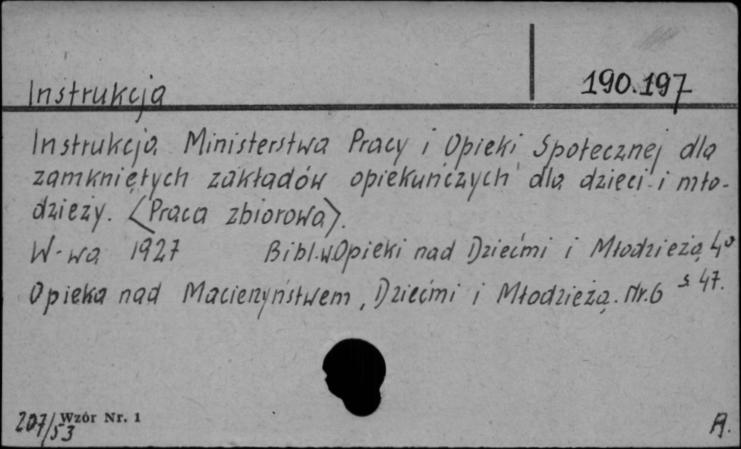 Instrukcja 190.197
Instrukcja Ministerstwa Pracy i Opieki Społecznej dla
zamkniętych zakładów opiekuńczych dla dzieci i mło-
dzieży. <Praca zbiorowa>.
W-wa 1927 Bibl.w.Opieki nad Dziećmi i Młodzieżą 4°
Opieka nad Macierzyństwem, Dziećmi i Młodzieżą. Nr.6 s. 47.
207/53 Wzór Nr. 1 A.